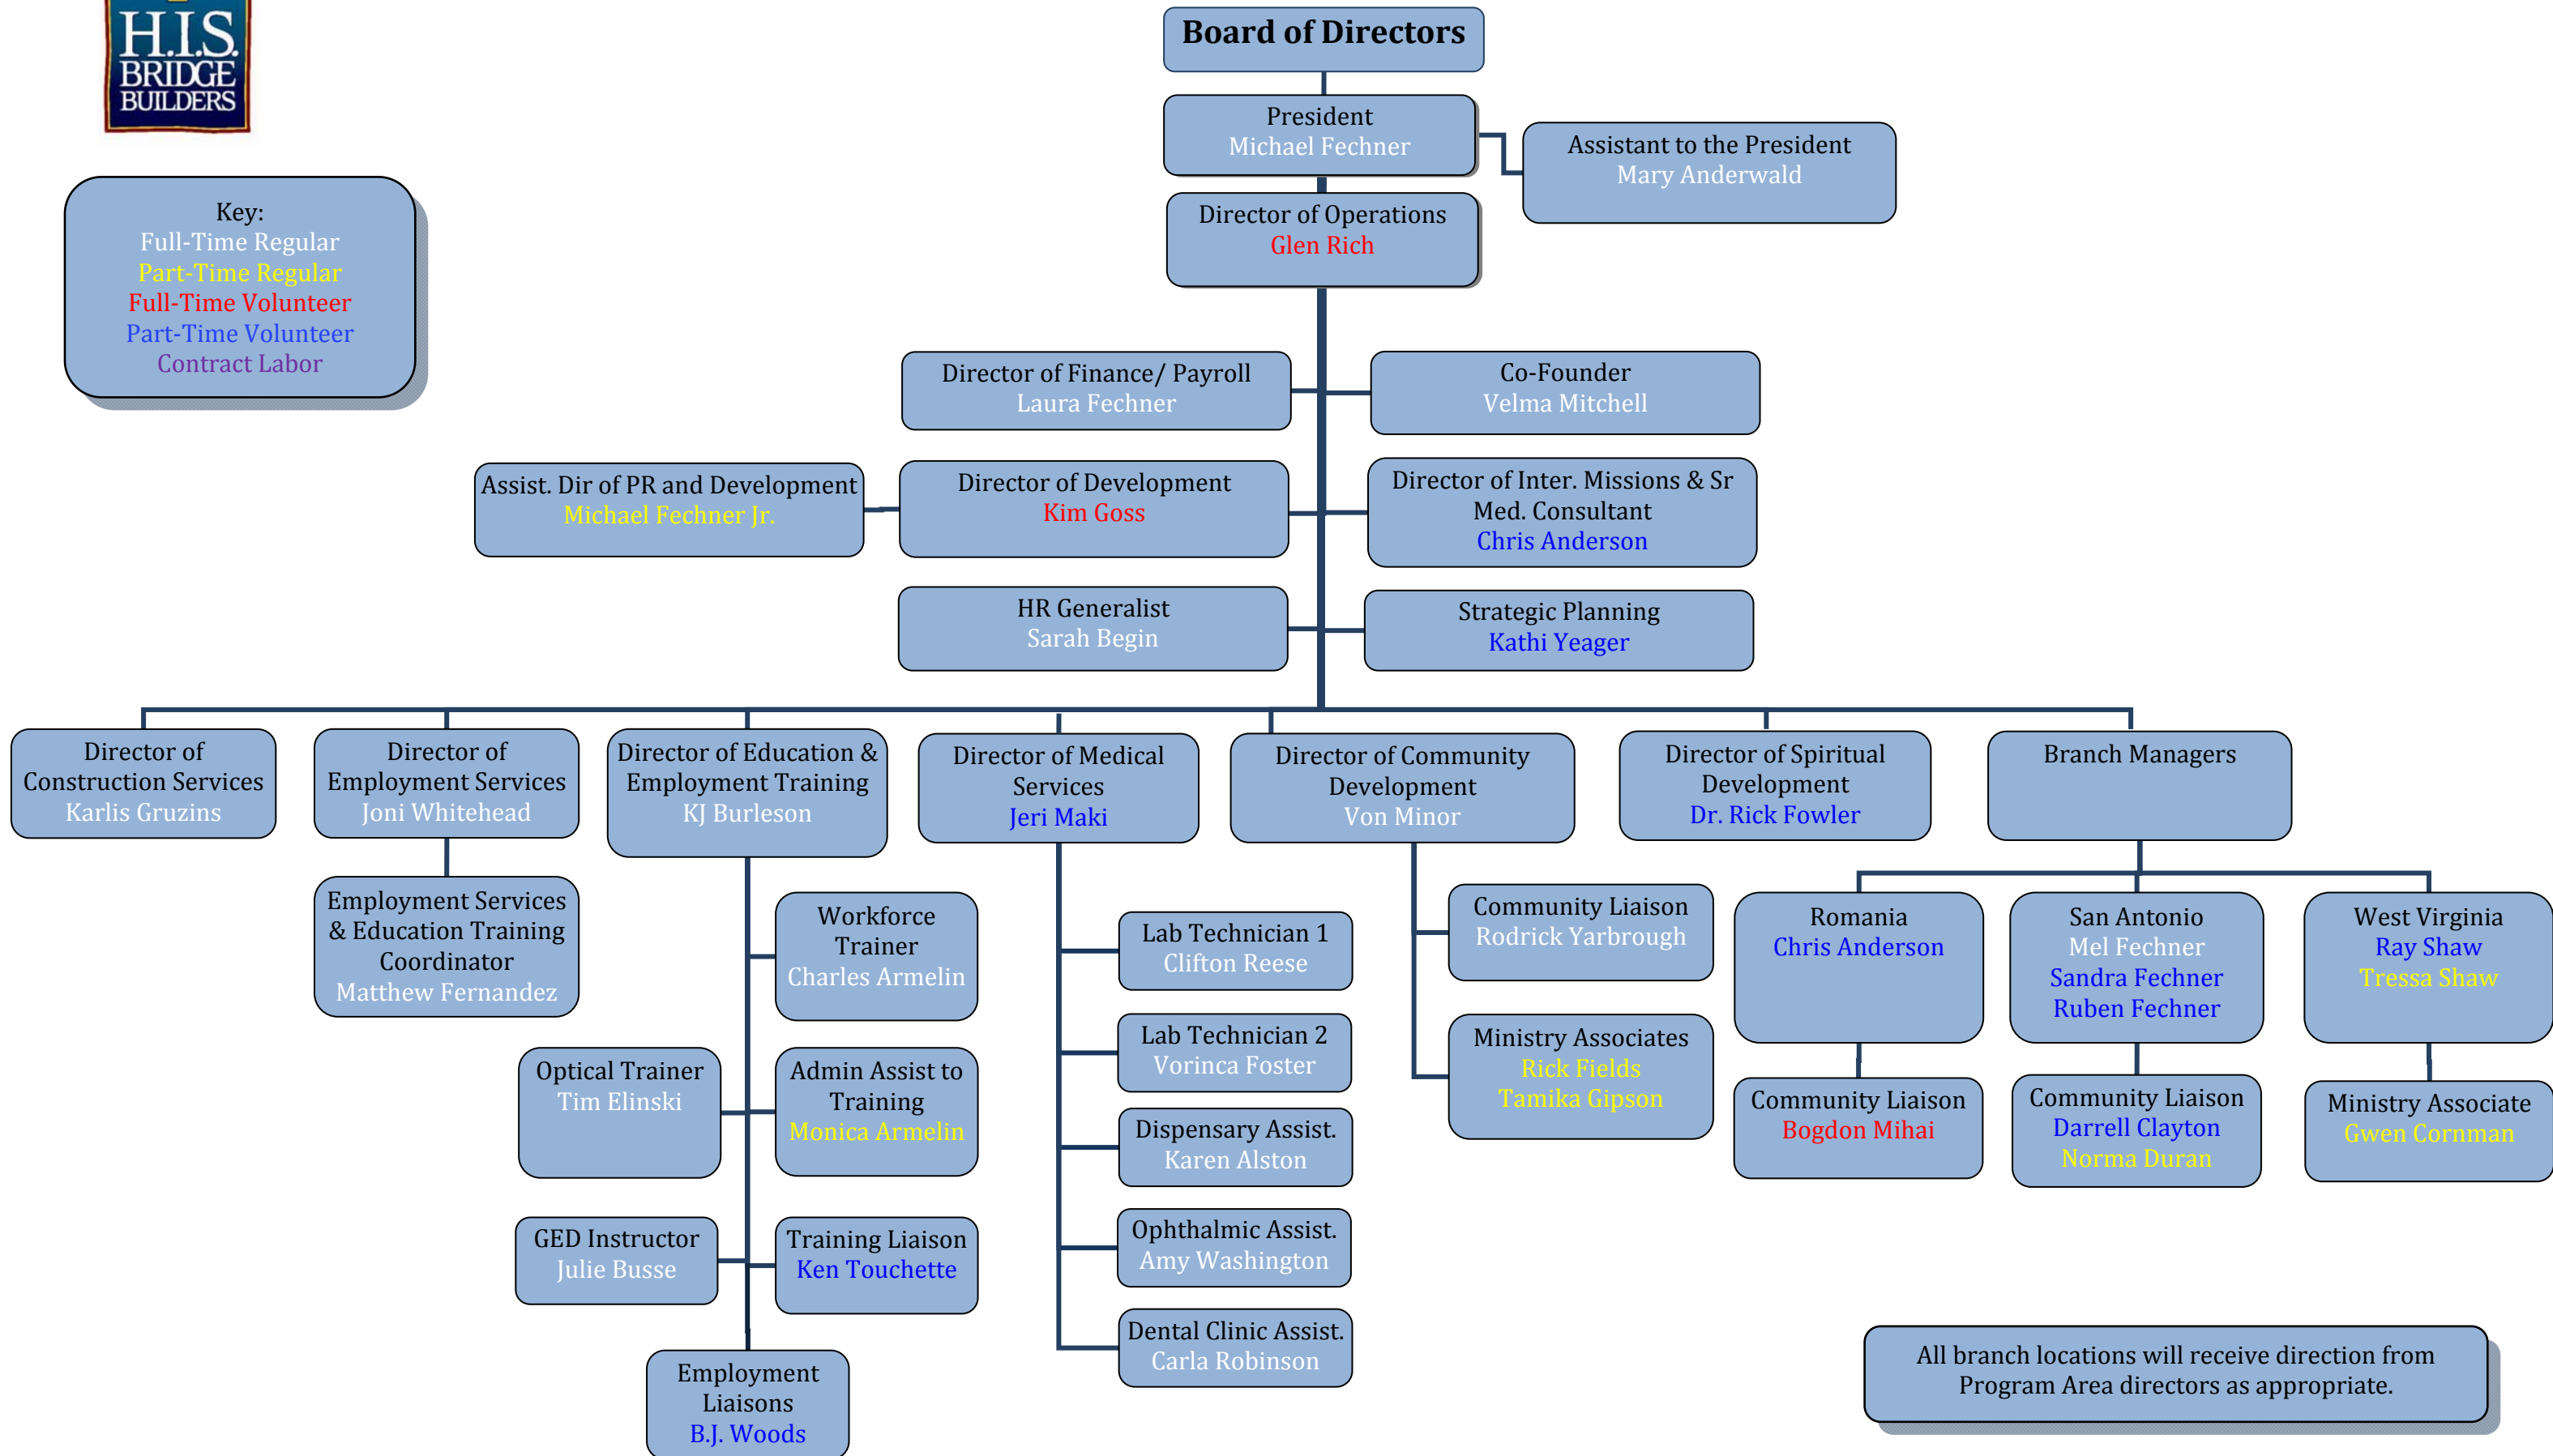 H.I.S.
BRIDGE
BUILDERS
Key:
Full-Time Regular
Part-Time Regular
Full-Time Volunteer
Part-Time Volunteer
Contract Labor
Board of Directors
President
Michael Fechner
Assistant to the President
Mary Anderwald
Director of Operations
Glen Rich
Director of Finance/ Payroll
Laura Fechner
Co-Founder
Velma Mitchell
Assist. Dir of PR and Development
Michael Fechner Jr.
Director of Development
Kim Goss
Director of Inter. Missions & Sr
Med. Consultant
Chris Anderson
HR Generalist
Sarah Begin
Strategic Planning
Kathi Yeager
Director of
Construction Services
Karlis Gruzins
Director of
Employment Services
Joni Whitehead
Director of Education &
Employment Training
KJ Burleson
Director of Medical
Services
Jeri Maki
Director of Community
Development
Von Minor
Director of Spiritual
Development
Dr. Rick Fowler
Branch Managers
Employment Services
& Education Training
Coordinator
Matthew Fernandez
Workforce
Trainer
Charles Armelin
Optical Trainer
Tim Elinski
Admin Assist to
Training
Monica Armelin
GED Instructor
Julie Busse
Training Liaison
Ken Touchette
Employment
Liaisons
B.J. Woods
Lab Technician 1
Clifton Reese
Lab Technician 2
Vorinca Foster
Dispensary Assist.
Karen Alston
Ophthalmic Assist.
Amy Washington
Dental Clinic Assist.
Carla Robinson
Community Liaison
Rodrick Yarbrough
Ministry Associates
Rick Fields
Tamika Gipson
Romania
Chris Anderson
San Antonio
Mel Fechner
Sandra Fechner
Ruben Fechner
West Virginia
Ray Shaw
Tressa Shaw
Community Liaison
Bogdon Mihai
Community Liaison
Darrell Clayton
Norma Duran
Ministry Associate
Gwen Cornman
All branch locations will receive direction from
Program Area directors as appropriate.